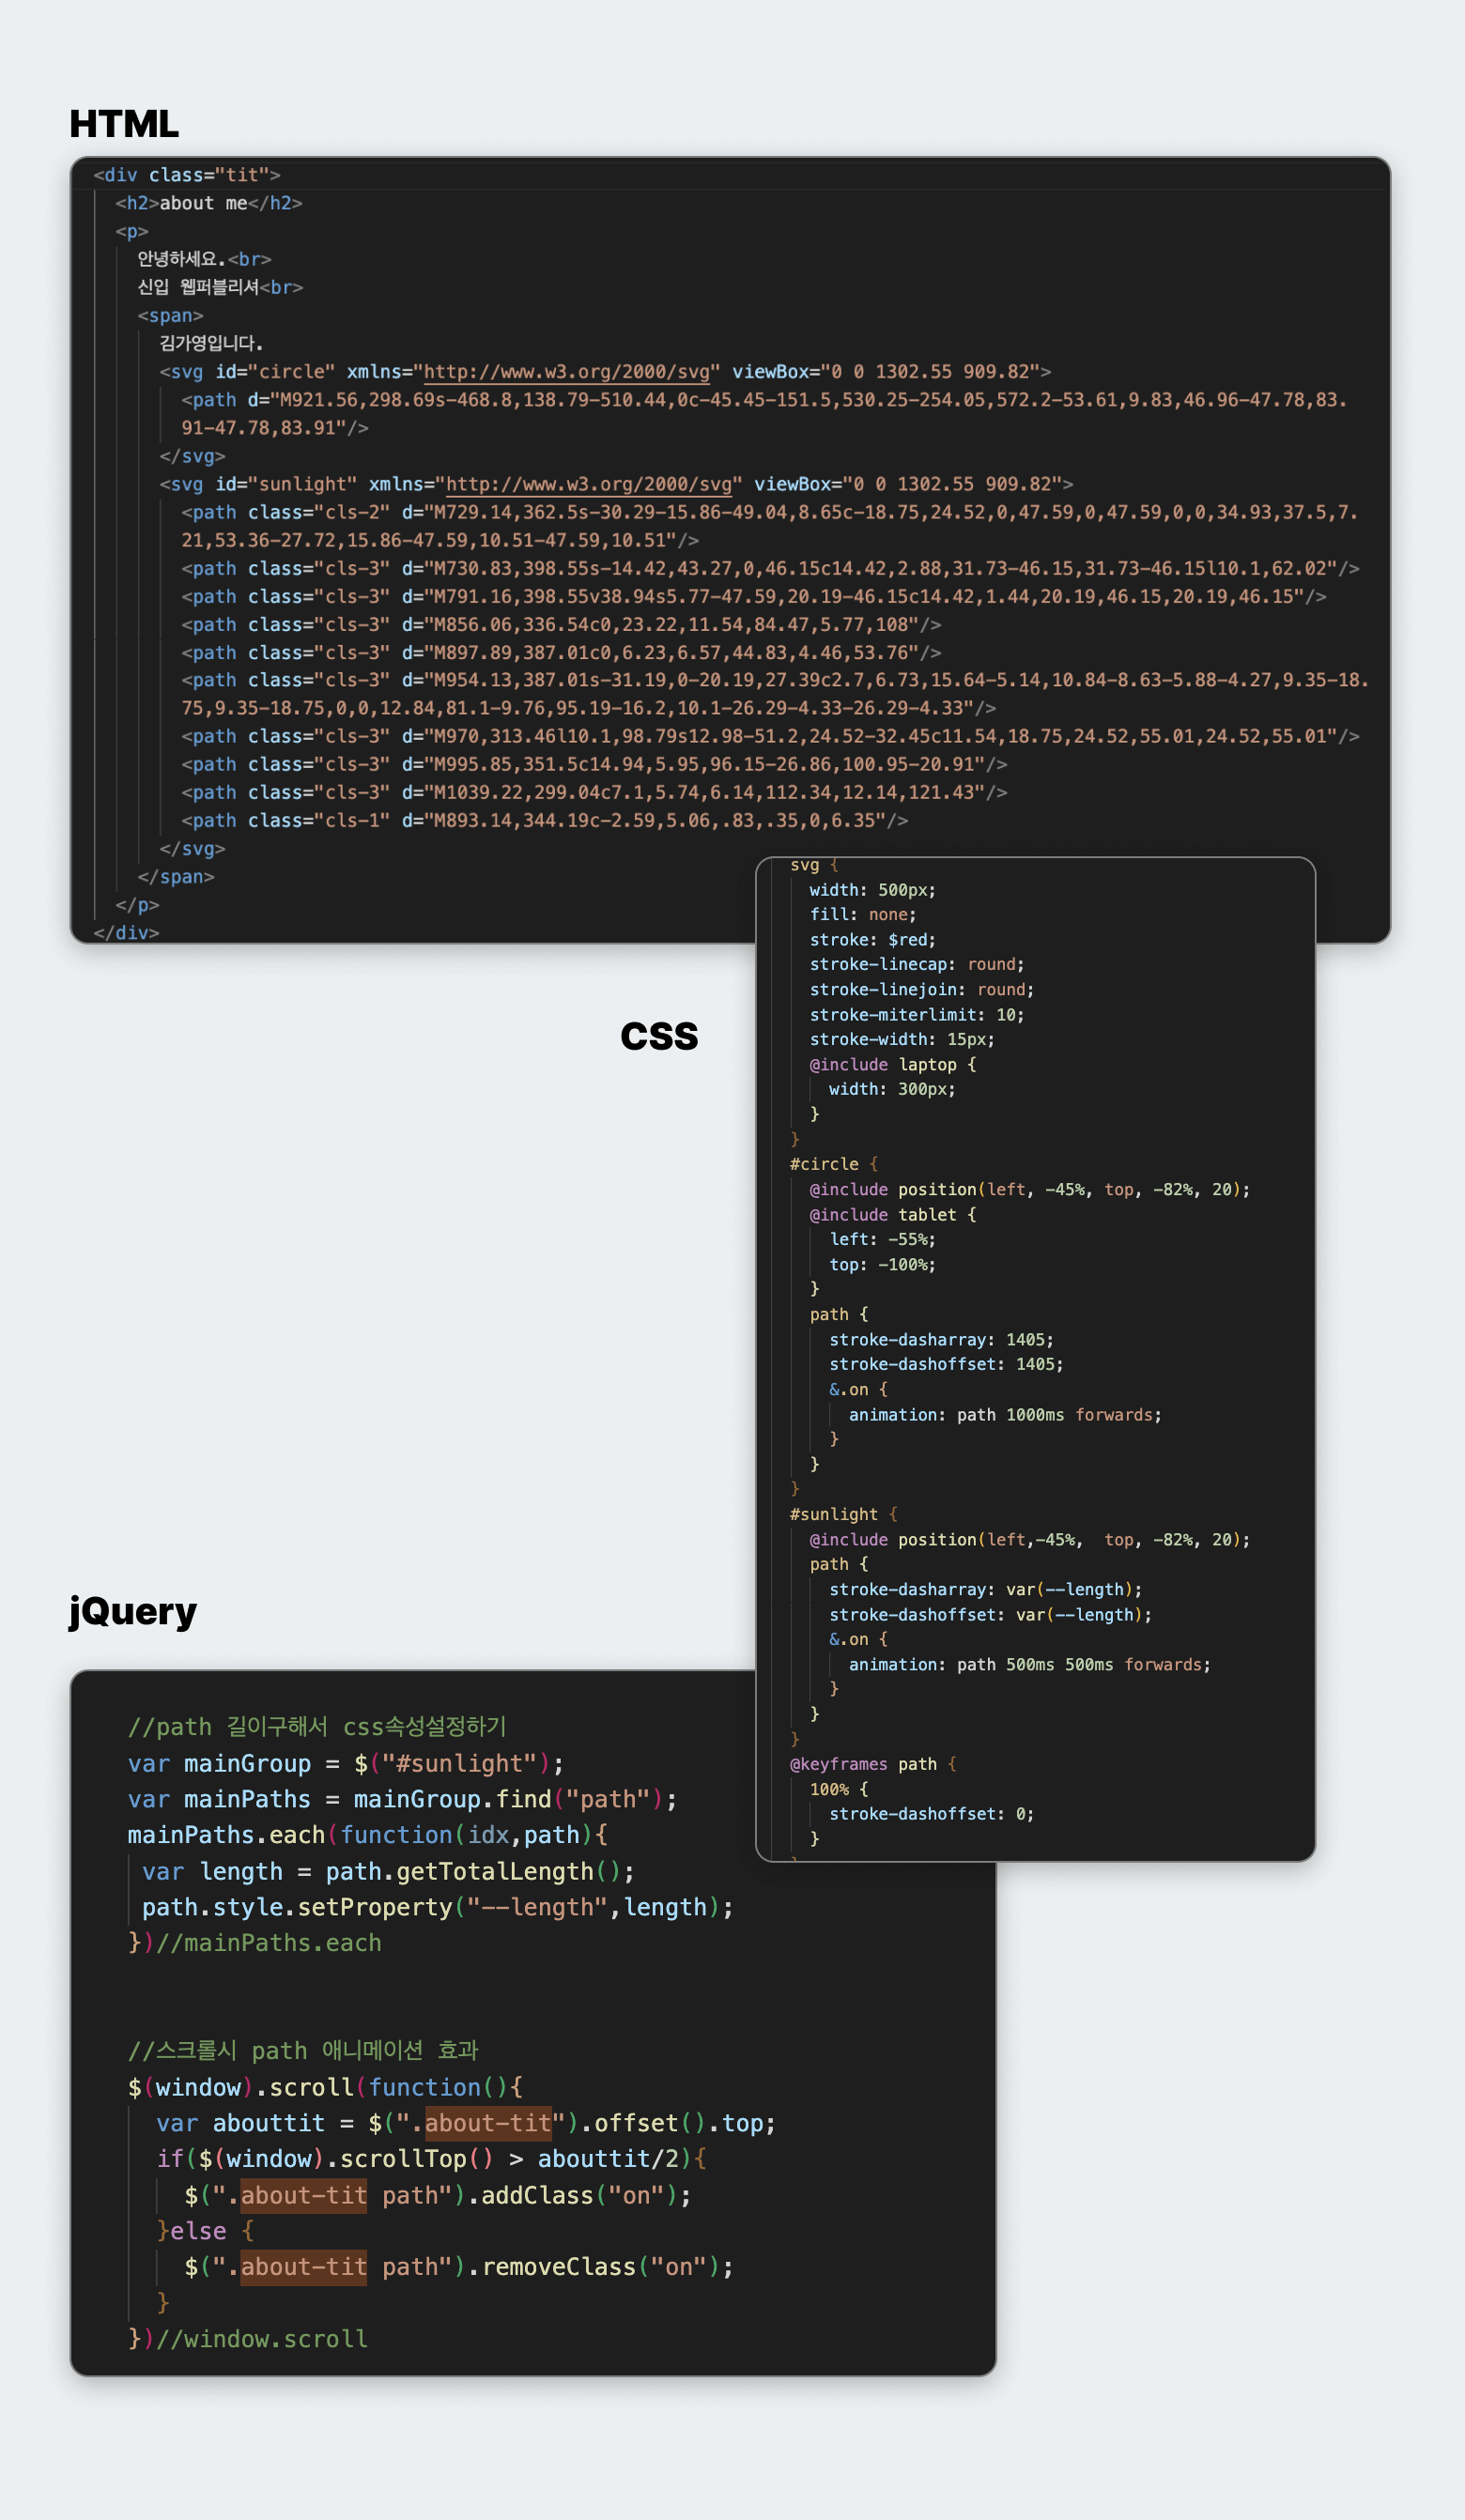 HTML
<div class="tit">
<h2>about me</h2>
<p>
안녕하세요.<br>
신입 웹퍼블리셔<br>
<span>
김가영입니다.
<svg id="circle" xmlns="http://www.w3.org/2000/svg" viewBox="0 0 1302.55 909.82">
<path d="M921.56,298.69s-468.8,138.79-510.44,0c-45.45-151.5,530.25-254.05,572.2-53.61,9.83,46.96-47.78,83.
91-47.78,83.91"/>
</svg>
<svg id="sunlight" xmlns="http://www.w3.org/2000/svg" viewBox="0 0 1302.55 909.82">
<path class="cls-2" d="M729.14,362.5s-30.29-15.86-49.04,8.65c-18.75,24.52,0,47.59,0,47.59,0,0,34.93,37.5,7.
21,53.36-27.72,15.86-47.59,10.51-47.59,10.51"/>
<path class="cls-3" d="M730.83,398.55s-14.42,43.27,0,46.15c14.42,2.88,31.73-46.15,31.73-46.15l10.1,62.02"/>
<path class="cls-3" d="M791.16,398.55v38.94s5.77-47.59,20.19-46.15c14.42,1.44,20.19,46.15,20.19,46.15"/>
<path class="cls-3" d="M856.06,336.54c0,23.22,11.54,84.47,5.77,108"/>
<path class="cls-3" d="M897.89,387.01c0,6.23,6.57,44.83,4.46,53.76"/>
<path class="cls-3" d="M954.13,387.01s-31.19,0-20.19,27.39c2.7,6.73,15.64-5.14,10.84-8.63-5.88-4.27,9.35-18.
75,9.35-18.75,0,0,12.84,81.1-9.76,95.19-16.2,10.1-26.29-4.33-26.29-4.33"/>
<path class="cls-3" d="M970,313.46l10.1,98.79s12.98-51.2,24.52-32.45c11.54,18.75,24.52,55.01,24.52,55.01"/>
<path class="cls-3" d="M995.85,351.5c14.94,5.95,96.15-26.86,100.95-20.91"/>
<path class="cls-3" d="M1039.22,299.04c7.1,5.74,6.14,112.34,12.14,121.43"/>
<path class="cls-1" d="M893.14,344.19c-2.59,5.06,.83,.35,0,6.35"/>
</svg>
</span>
</p>
</div>
CSS
svg {
width: 500px;
fill: none;
stroke: $red;
stroke-linecap: round;
stroke-linejoin: round;
stroke-miterlimit: 10;
stroke-width: 15px;
@include laptop {
width: 300px;
}
}
#circle {
@include position(left, -45%, top, -82%, 20);
@include tablet {
left: -55%;
top: -100%;
}
path {
stroke-dasharray: 1405;
stroke-dashoffset: 1405;
&.on {
animation: path 1000ms forwards;
}
}
}
#sunlight {
@include position(left,-45%,  top, -82%, 20);
path {
stroke-dasharray: var(--length);
stroke-dashoffset: var(--length);
&.on {
animation: path 500ms 500ms forwards;
}
}
}
@keyframes path {
100% {
stroke-dashoffset: 0;
}
}
jQuery
//path 길이구해서 css속성설정하기
var mainGroup = $("#sunlight");
var mainPaths = mainGroup.find("path");
mainPaths.each(function(idx,path){
var length = path.getTotalLength();
path.style.setProperty("--length",length);
})//mainPaths.each
//스크롤시 path 애니메이션 효과
$(window).scroll(function(){
var abouttit = $(".about-tit").offset().top;
if($(window).scrollTop() > abouttit/2){
$(".about-tit path").addClass("on");
}else {
$(".about-tit path").removeClass("on");
}
})//window.scroll